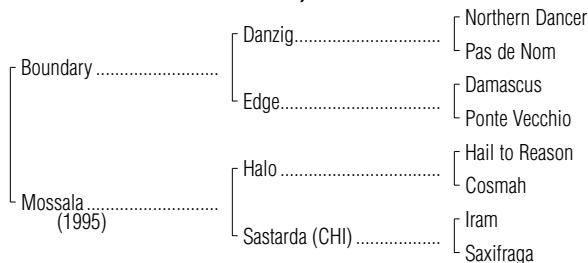 Northern Dancer
Danzig
Pas de Nom
Boundary
Damascus
Edge
Ponte Vecchio
Hail to Reason
Halo
Cosmah
Mossala
(1995)
Iram
Sastarda (CHI)
Saxifraga